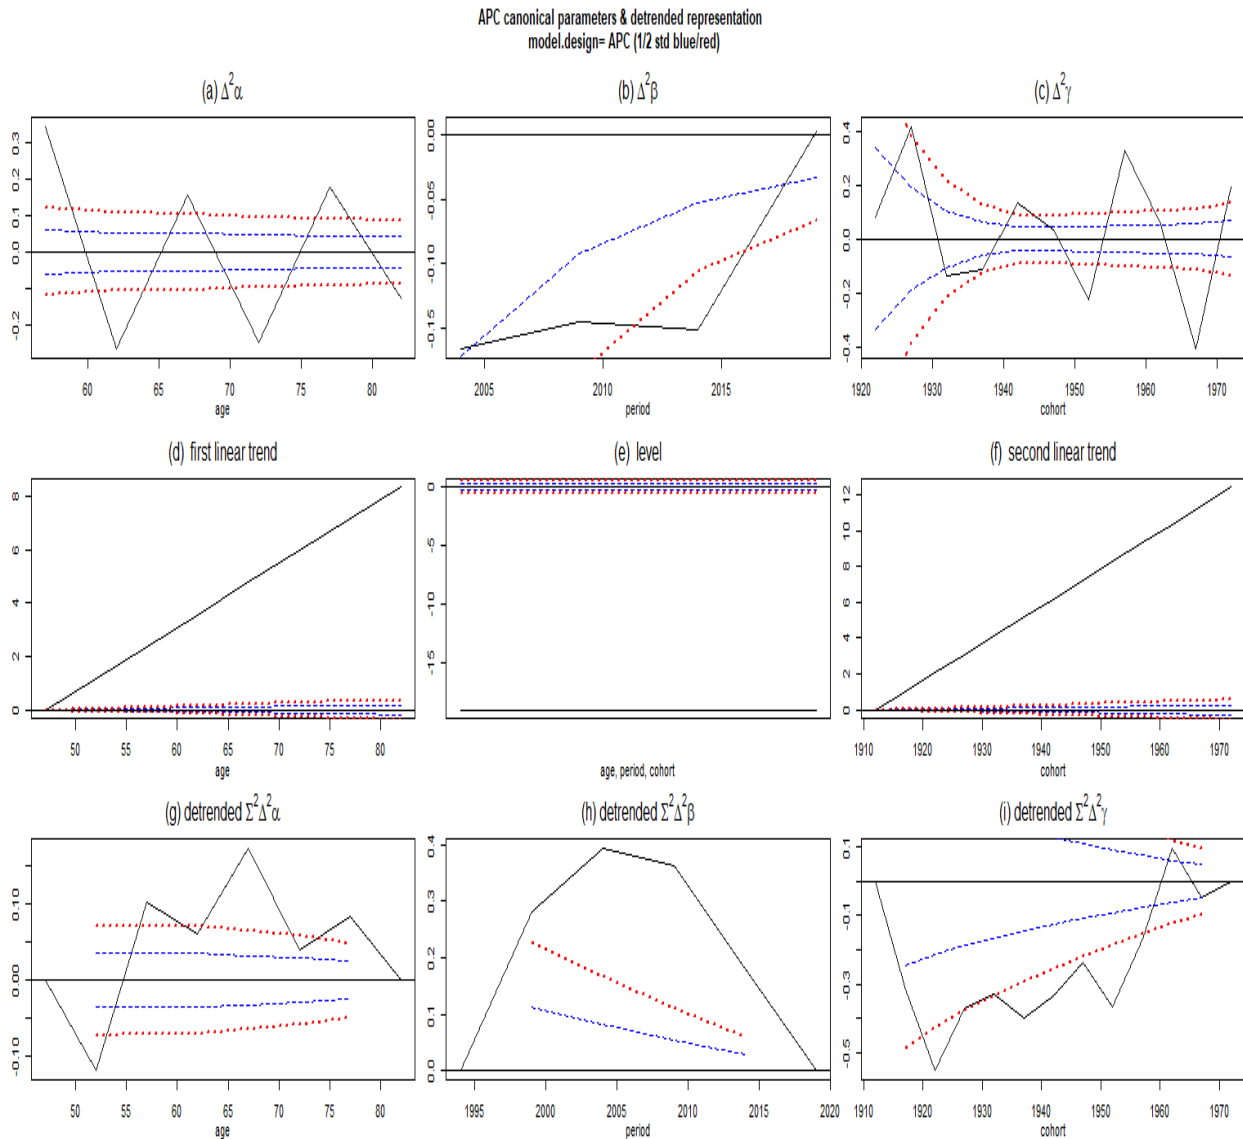 APC canonical parameters & detrended representation
model.design= APC (1/2 std blue/red)
(a) Δ²α
(b) Δ²β
(c) Δ²γ
0.3
0.1
0.0
-0.2
60 65 70 75 80
age
0.00
-0.05
-0.10
-0.15
2005 2010 2015
period
0.4
0.2
0.0
-0.2
-0.4
1920 1930 1940 1950 1960 1970
cohort
(d) first linear trend
(e) level
(f) second linear trend
8
6
4
2
0
50 55 60 65 70 75 80
age
0
-5
-10
-15
age, period, cohort
12
10
8
6
4
2
0
1910 1920 1930 1940 1950 1960 1970
cohort
(g) detrended Σ²Δ²α
(h) detrended Σ²Δ²β
(i) detrended Σ²Δ²γ
0.10
0.00
-0.10
50 55 60 65 70 75 80
age
0.4
0.3
0.2
0.1
0.0
1995 2000 2005 2010 2015 2020
period
0.1
-0.1
-0.3
-0.5
1910 1920 1930 1940 1950 1960 1970
cohort